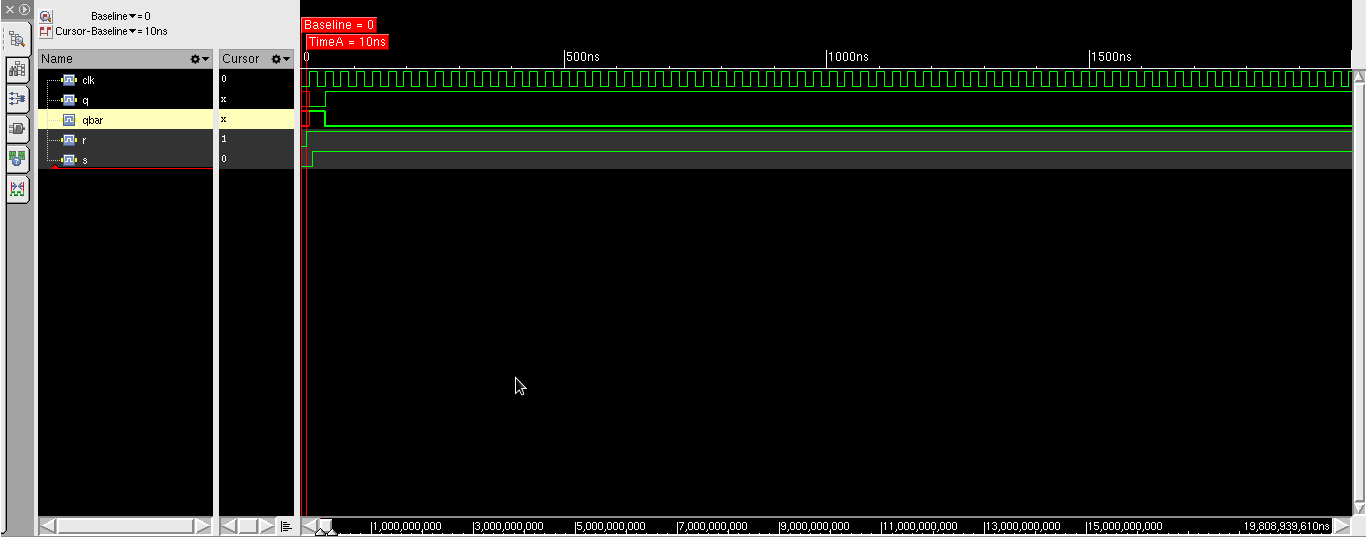 Baseline▼= 0
Cursor-Baseline▼= 10ns
Baseline = 0
TimeA = 10ns
Name
Cursor
0
500ns
1000ns
1500ns
clk
0
q
x
qbar
x
r
1
s
0
1,000,000,000
3,000,000,000
5,000,000,000
7,000,000,000
9,000,000,000
11,000,000,000
13,000,000,000
15,000,000,000
19,808,939,610ns